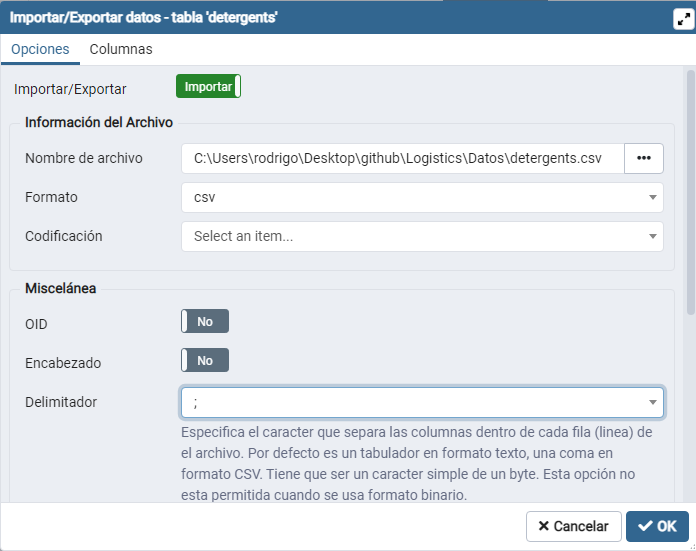 Importar/Exportar datos - tabla 'detergents'
Opciones Columnas
Importar/Exportar Importar
Información del Archivo
Nombre de archivo C:\Users\rodrigo\Desktop\github\Logistics\Datos\detergents.csv •••
Formato csv
Codificación Select an item...
Miscelánea
OID No
Encabezado No
Delimitador ;
Especifica el caracter que separa las columnas dentro de cada fila (linea) de
el archivo. Por defecto es un tabulador en formato texto, una coma en
formato CSV. Tiene que ser un caracter simple de un byte. Esta opción no
esta permitida cuando se usa formato binario.
Cancelar OK